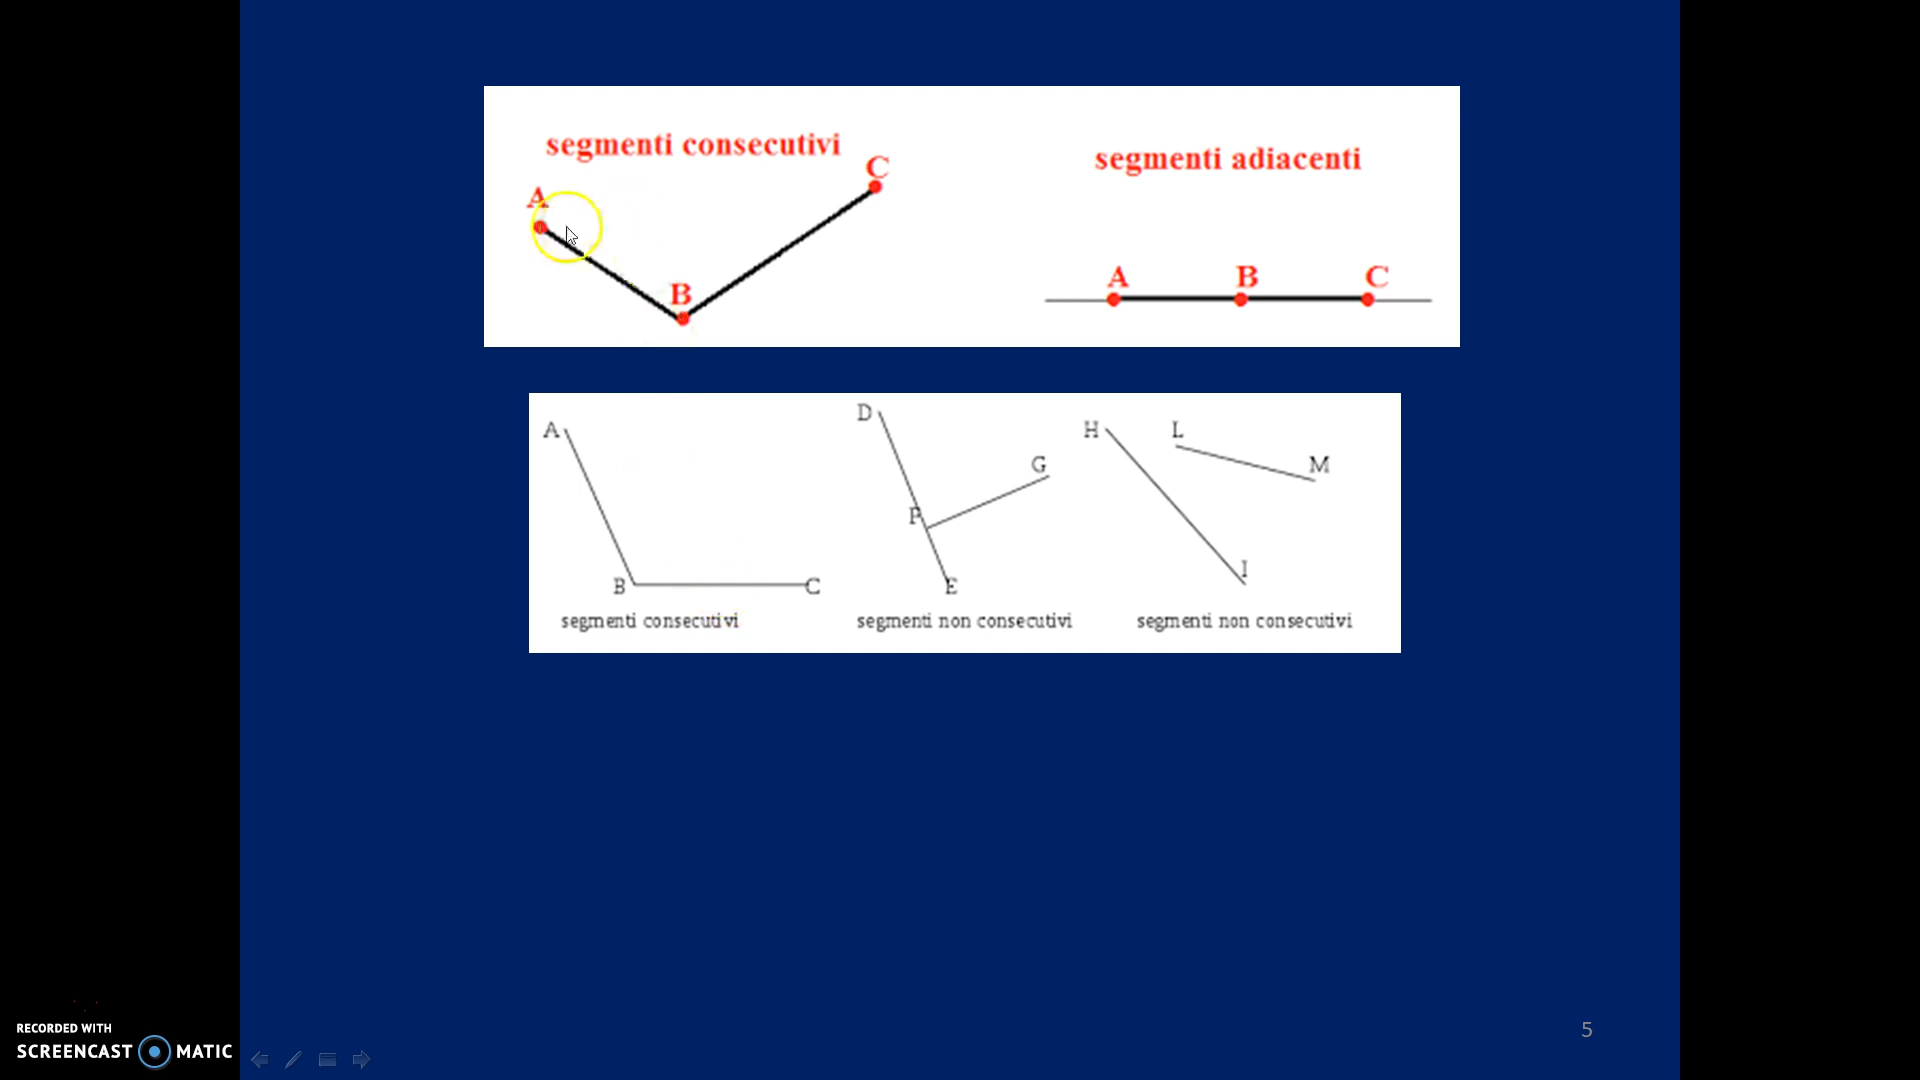 segmenti consecutivi
segmenti adiacenti
A
C
B
A B C
A
B
C
segmenti consecutivi
D
G
P
E
segmenti non consecutivi
H
L
M
I
segmenti non consecutivi
5
RECORDED WITH
SCREENCAST MATIC